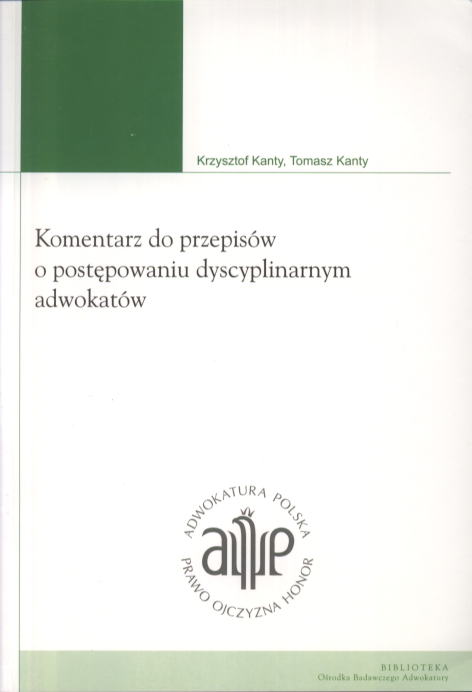 Krzysztof Kanty, Tomasz Kanty
Komentarz do przepisów
o postępowaniu dyscyplinarnym
adwokatów
ADWOKATURA POLSKA
PRAWO OJCZYZNA HONOR
BIBLIOTEKA
Ośrodka Badawczego Adwokatury